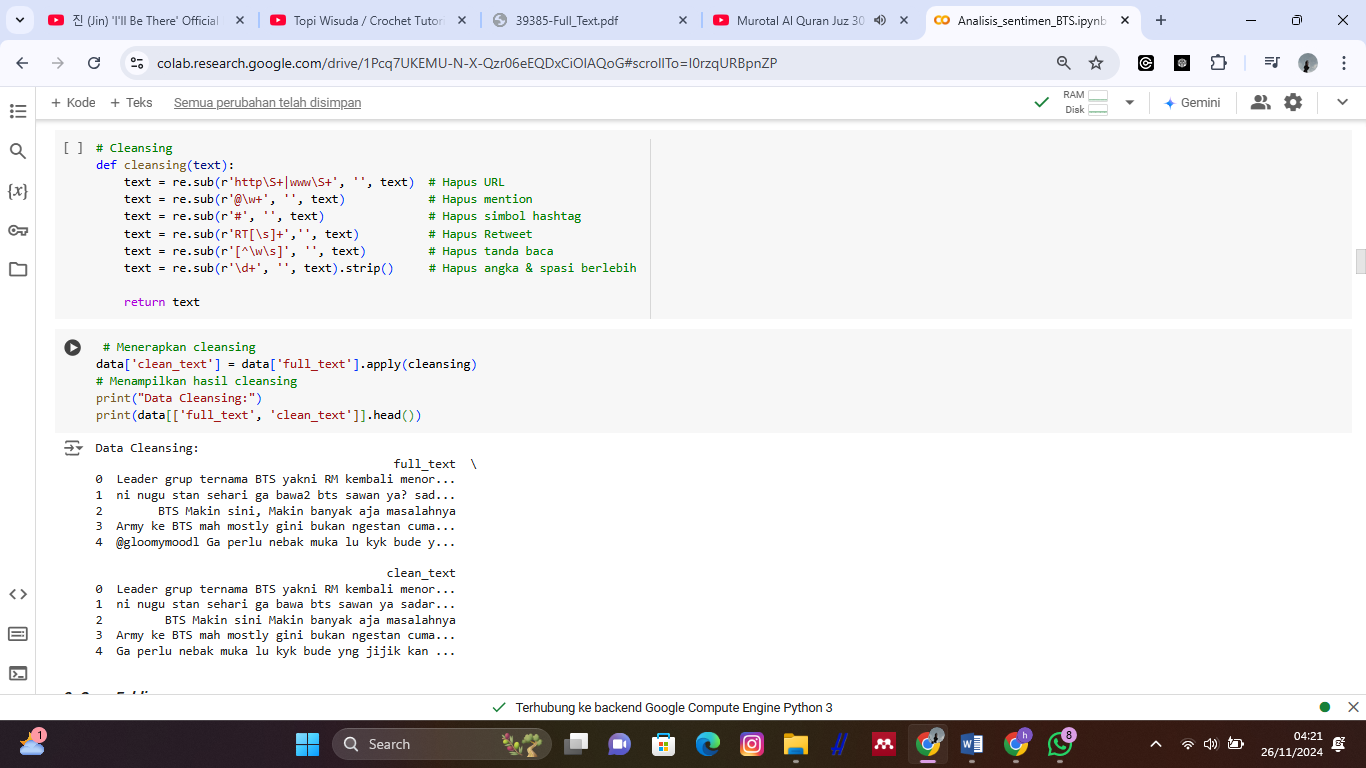 진 (Jin) 'I'll Be There' Official
Topi Wisuda / Crochet Tutori
39385-Full_Text.pdf
Murotal Al Quran Juz 30
Analisis_sentimen_BTS.ipynb
colab.research.google.com/drive/1Pcq7UKEMU-N-X-Qzr06eEQDxCiOIAQoG#scrollTo=I0rzqURBpnZP
+ Kode + Teks Semua perubahan telah disimpan
RAM
Disk
Gemini
[ ] # Cleansing
def cleansing(text):
    text = re.sub(r'http\S+|www\S+', '', text)  # Hapus URL
    text = re.sub(r'@\w+', '', text)            # Hapus mention
    text = re.sub(r'#', '', text)               # Hapus simbol hashtag
    text = re.sub(r'RT[\s]+','', text)          # Hapus Retweet
    text = re.sub(r'[^\w\s]', '', text)         # Hapus tanda baca
    text = re.sub(r'\d+', '', text).strip()     # Hapus angka & spasi berlebih
    return text
# Menerapkan cleansing
data['clean_text'] = data['full_text'].apply(cleansing)
# Menampilkan hasil cleansing
print("Data Cleansing:")
print(data[['full_text', 'clean_text']].head())
Data Cleansing:
full_text  \
0  Leader grup ternama BTS yakni RM kembali menor...
1  ni nugu stan sehari ga bawa2 bts sawan ya? sad...
2  BTS Makin sini, Makin banyak aja masalahnya
3  Army ke BTS mah mostly gini bukan ngestan cuma...
4  @gloomymoodl Ga perlu nebak muka lu kyk bude y...
clean_text
0  Leader grup ternama BTS yakni RM kembali menor...
1  ni nugu stan sehari ga bawa bts sawan ya sadar...
2  BTS Makin sini Makin banyak aja masalahnya
3  Army ke BTS mah mostly gini bukan ngestan cuma...
4  Ga perlu nebak muka lu kyk bude yng jijik kan ...
Terhubung ke backend Google Compute Engine Python 3
1
Search
h
8
04:21
26/11/2024